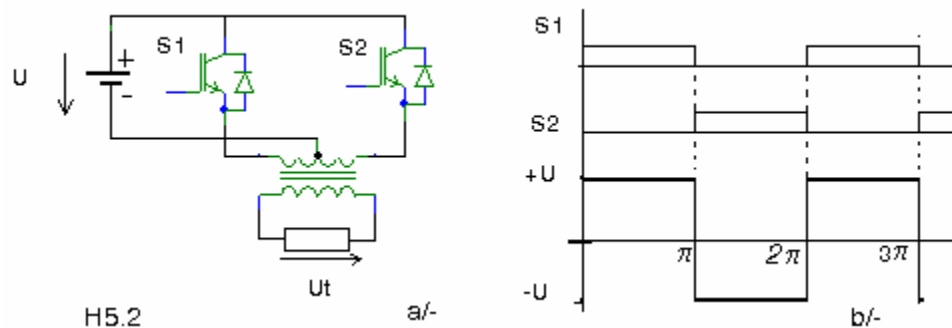 S1
S2
U
+
-
Ut
H5.2
a/-
S1
S2
+U
π
2π
3π
-U
b/-